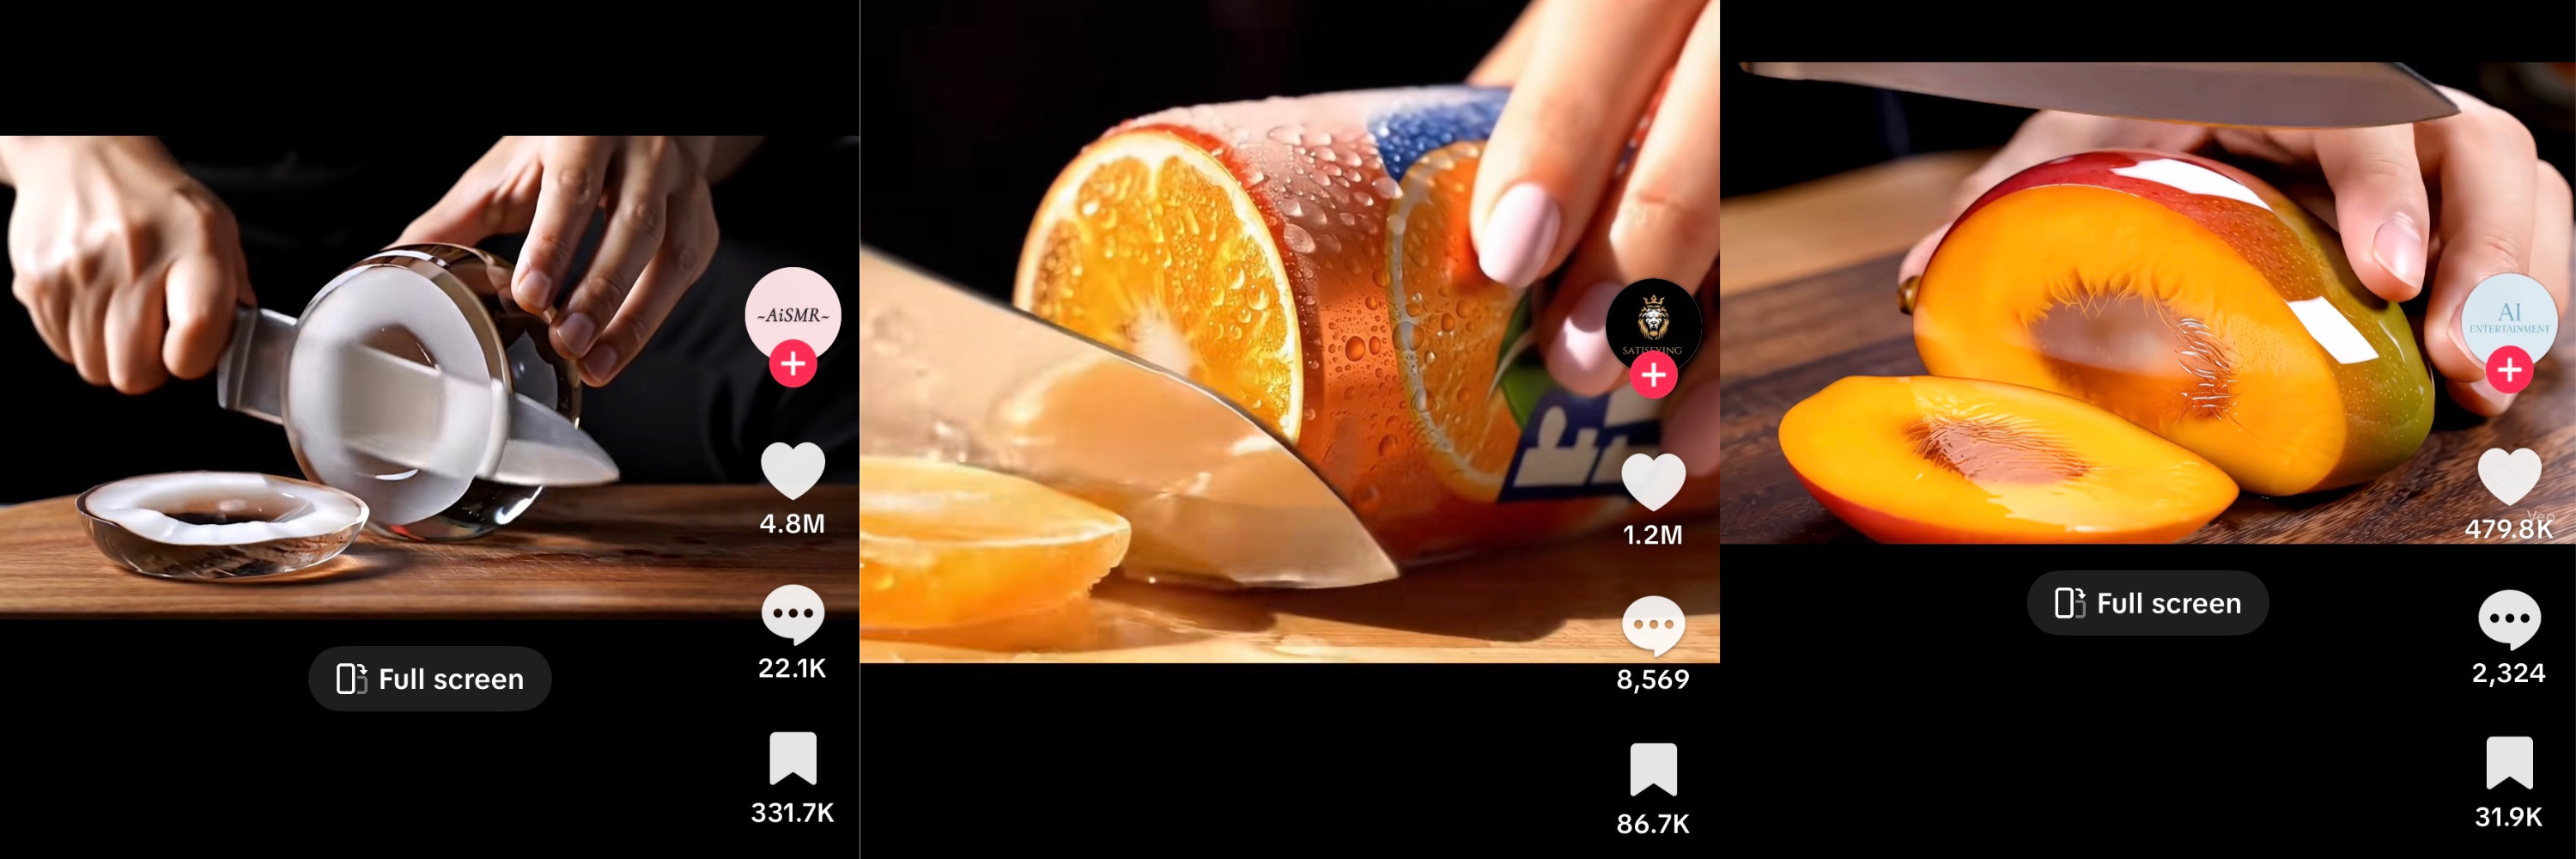 ~AiSMR~
4.8M
22.1K
Full screen
331.7K
SATISFYING
1.2M
8,569
86.7K
AI
ENTERTAINMENT
Veo
479.8K
Full screen
2,324
31.9K